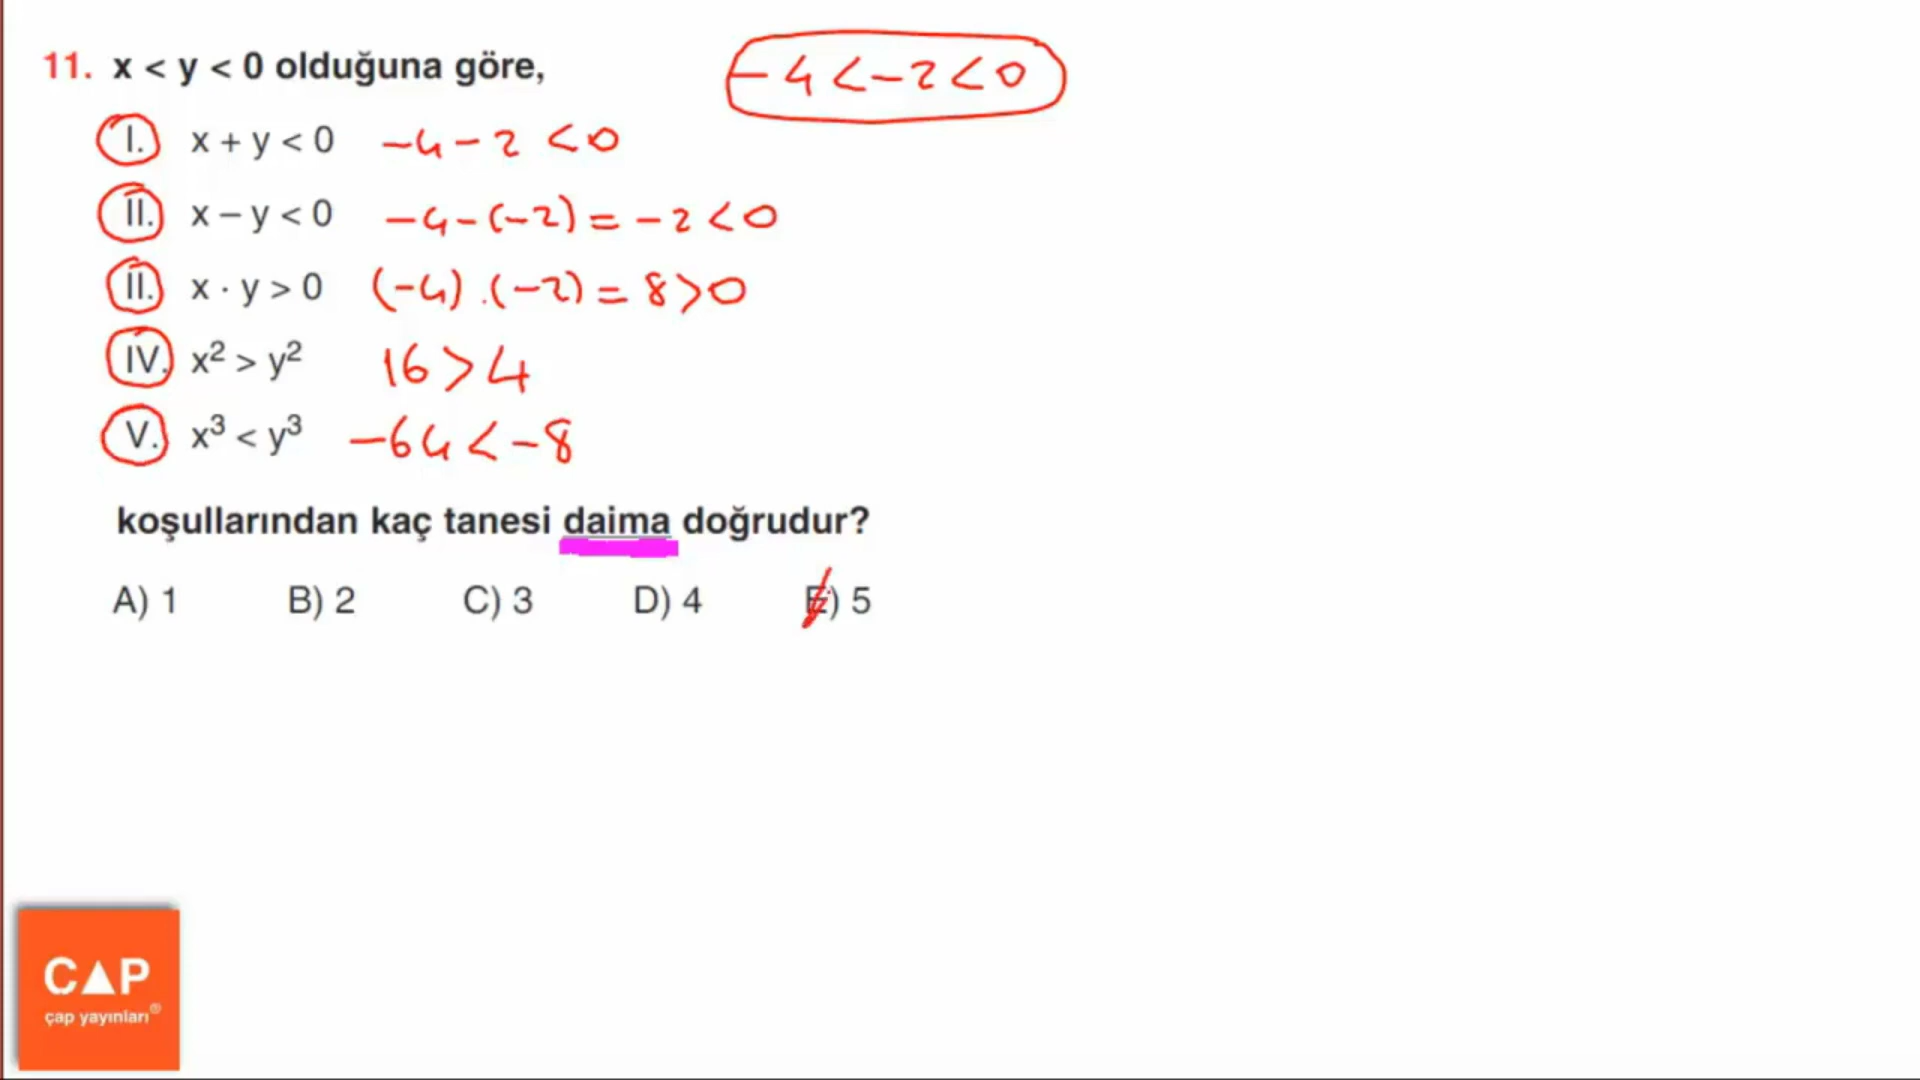 11. x < y < 0 olduğuna göre, -4<-2<0
I. x + y < 0 -4-2 <0
II. x – y < 0 -4-(-2)=-2<0
II. x · y > 0 (-4).(-2)=8>0
IV. x² > y² 16>4
V. x³ < y³ -64<-8
koşullarından kaç tanesi daima doğrudur?
A) 1 B) 2 C) 3 D) 4 E) 5
CAP
çap yayınları®